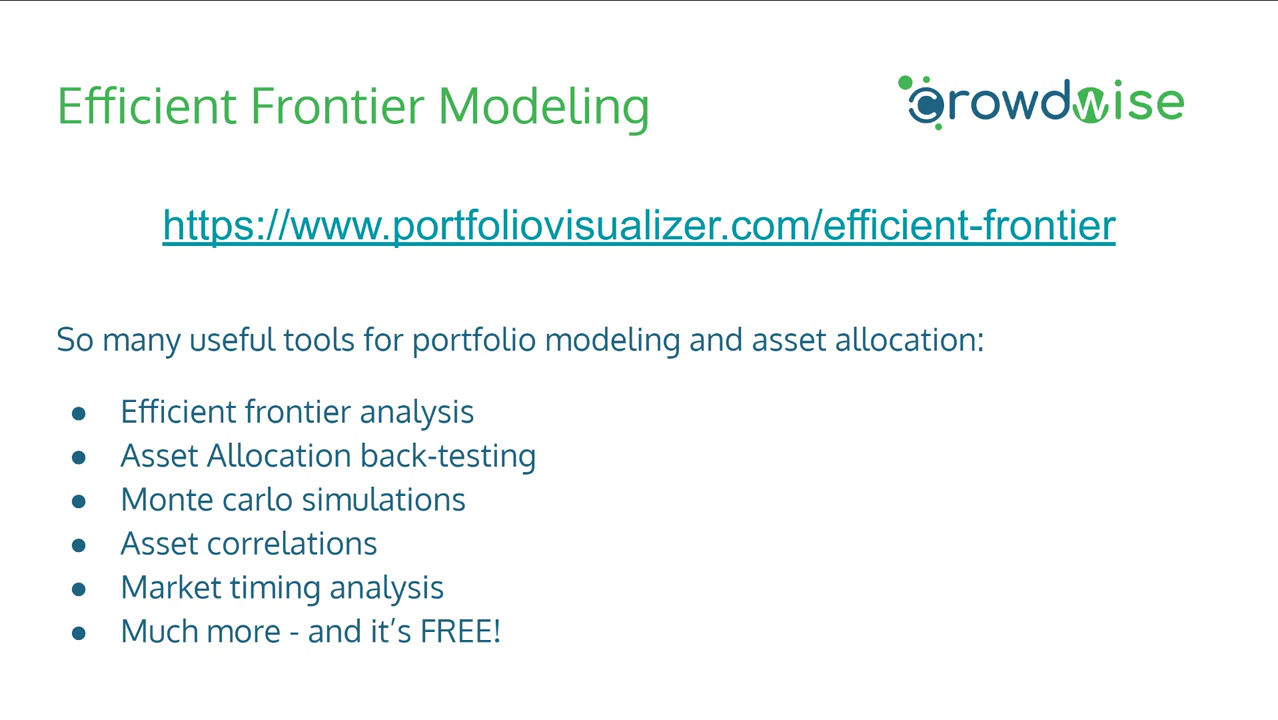 Efficient Frontier Modeling
crowdwise
https://www.portfoliovisualizer.com/efficient-frontier
So many useful tools for portfolio modeling and asset allocation:
● Efficient frontier analysis
● Asset Allocation back-testing
● Monte carlo simulations
● Asset correlations
● Market timing analysis
● Much more - and it's FREE!